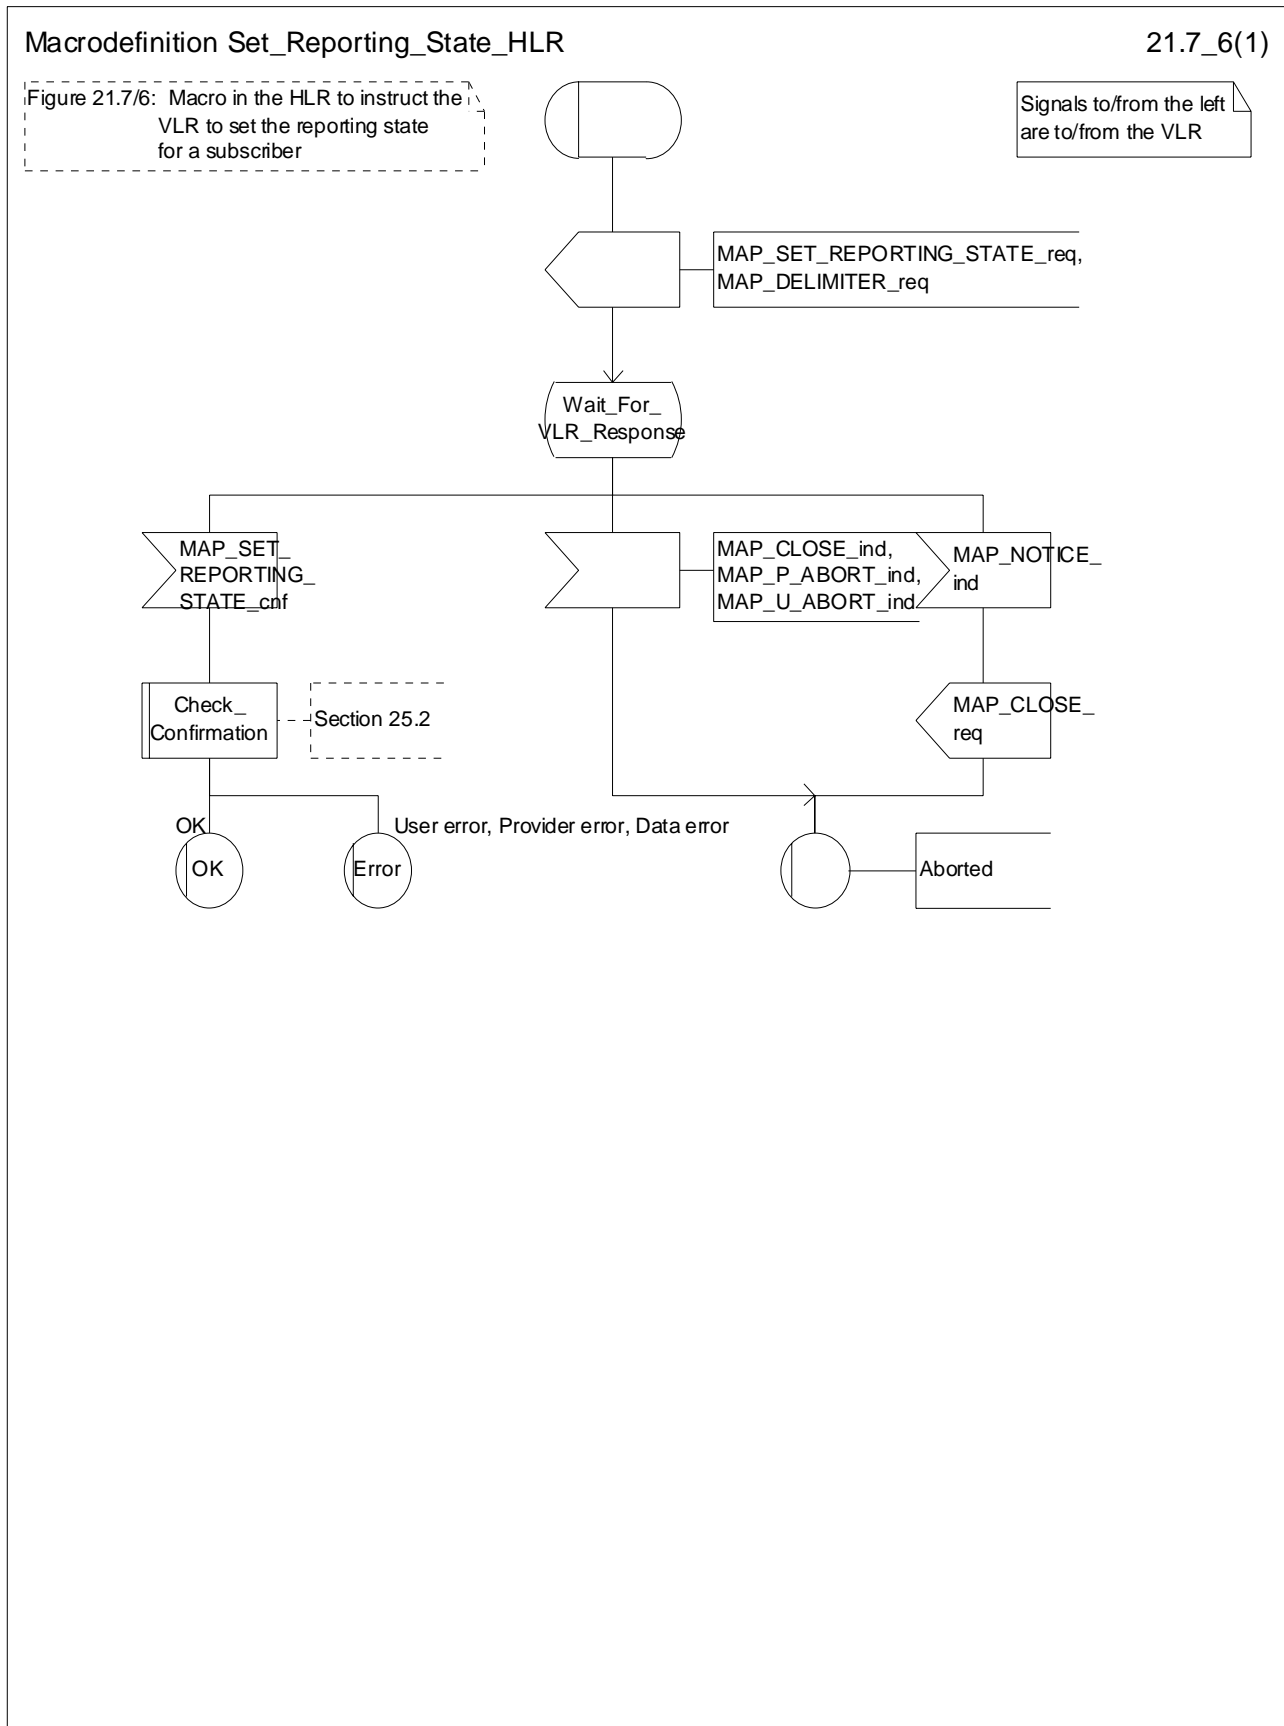 Macrodefinition Set_Reporting_State_HLR
21.7_6(1)
Figure 21.7/6: Macro in the HLR to instruct the
VLR to set the reporting state
for a subscriber
Signals to/from the left
are to/from the VLR
MAP_SET_REPORTING_STATE_req,
MAP_DELIMITER_req
Wait_For_
VLR_Response
MAP_SET_
REPORTING_
STATE_cnf
MAP_CLOSE_ind,
MAP_P_ABORT_ind,
MAP_U_ABORT_ind
MAP_NOTICE_
ind
Check_
Confirmation
Section 25.2
MAP_CLOSE_
req
OK
User error, Provider error, Data error
OK
Error
Aborted